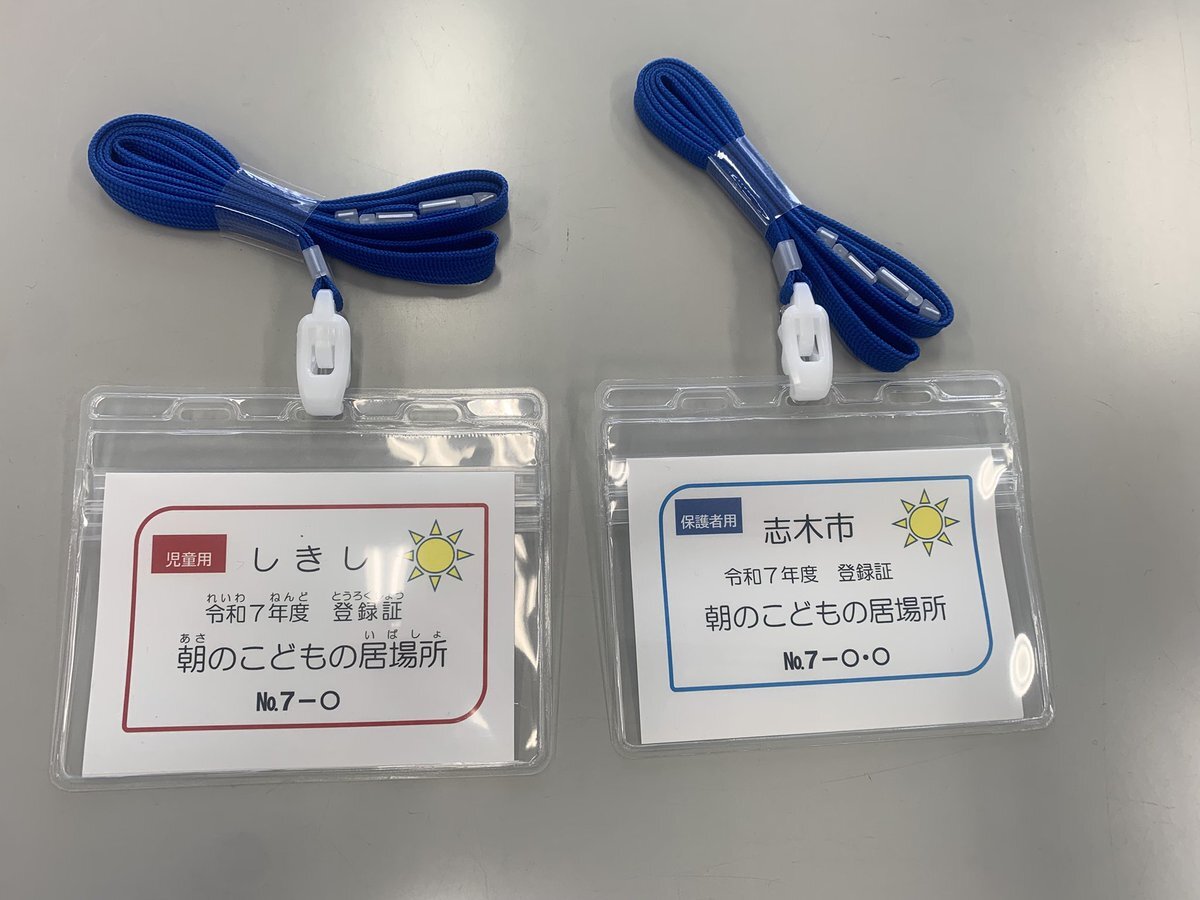 児童用
しきし
れいわ ねんど とうろくしょう
令和7年度 登録証
あさ いばしょ
朝のこどもの居場所
№7－〇
保護者用
志木市
令和7年度 登録証
朝のこどもの居場所
№7－〇・〇